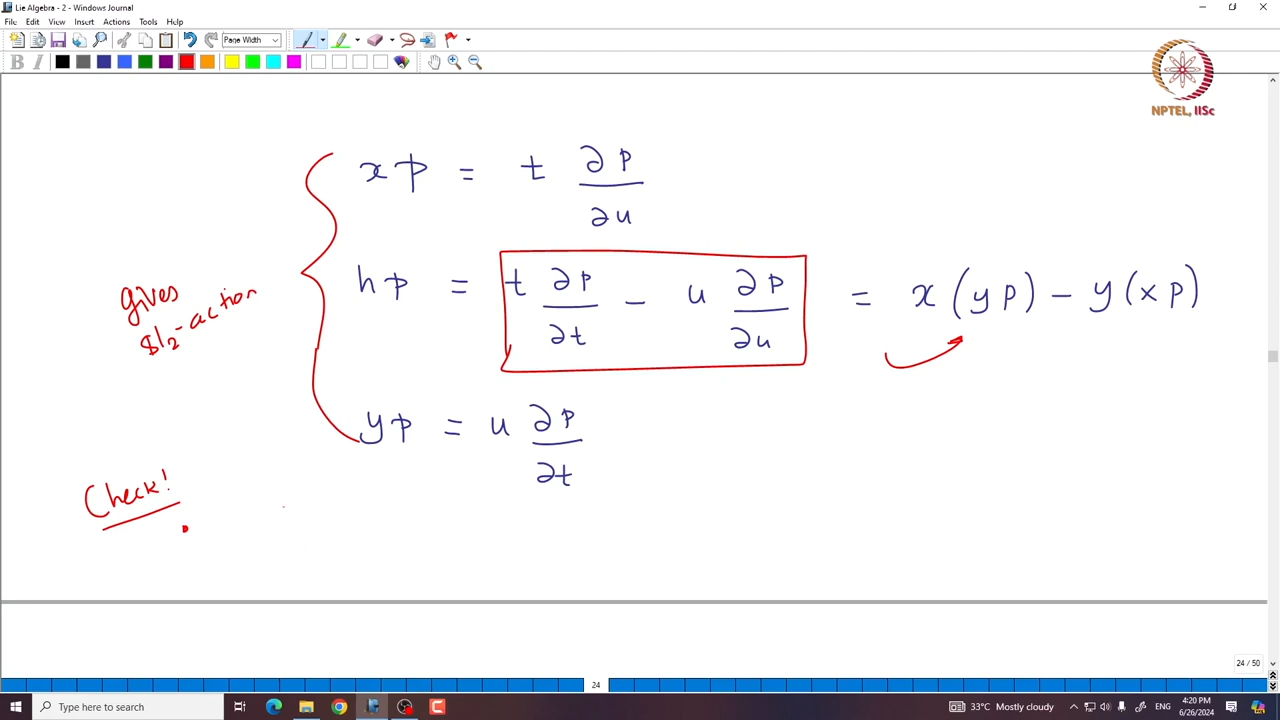 Lie Algebra - 2 - Windows Journal
File Edit View Insert Actions Tools Help
Page Width
B I
NPTEL, IISc
xp = t ∂p/∂u
hp = t ∂p/∂t − u ∂p/∂u = x(yp) − y(xp)
gives
sl₂-action
yp = u ∂p/∂t
Check!
24 / 50
24
Type here to search
33°C Mostly cloudy
4:20 PM
6/26/2024